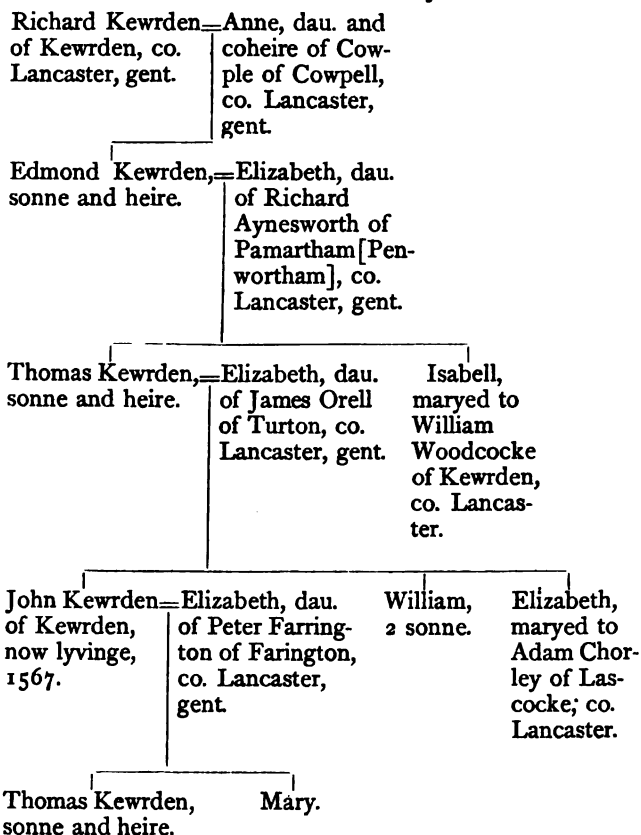 Richard Kewrden=Anne, dau. and
of Kewrden, co. coheire of Cow-
Lancaster, gent. ple of Cowpell,
co. Lancaster,
gent.
Edmond Kewrden,=Elizabeth, dau.
sonne and heire. of Richard
Aynesworth of
Pamartham[Pen-
wortham], co.
Lancaster, gent.
Thomas Kewrden,=Elizabeth, dau. Isabell,
sonne and heire. of James Orell maryed to
of Turton, co. William
Lancaster, gent. Woodcocke
of Kewrden,
co. Lancas-
ter.
John Kewrden=Elizabeth, dau. William, Elizabeth,
of Kewrden, of Peter Farring- 2 sonne. maryed to
now lyvinge, ton of Farington, Adam Chor-
1567. co. Lancaster, ley of Las-
gent. cocke, co.
Lancaster.
Thomas Kewrden, Mary.
sonne and heire.